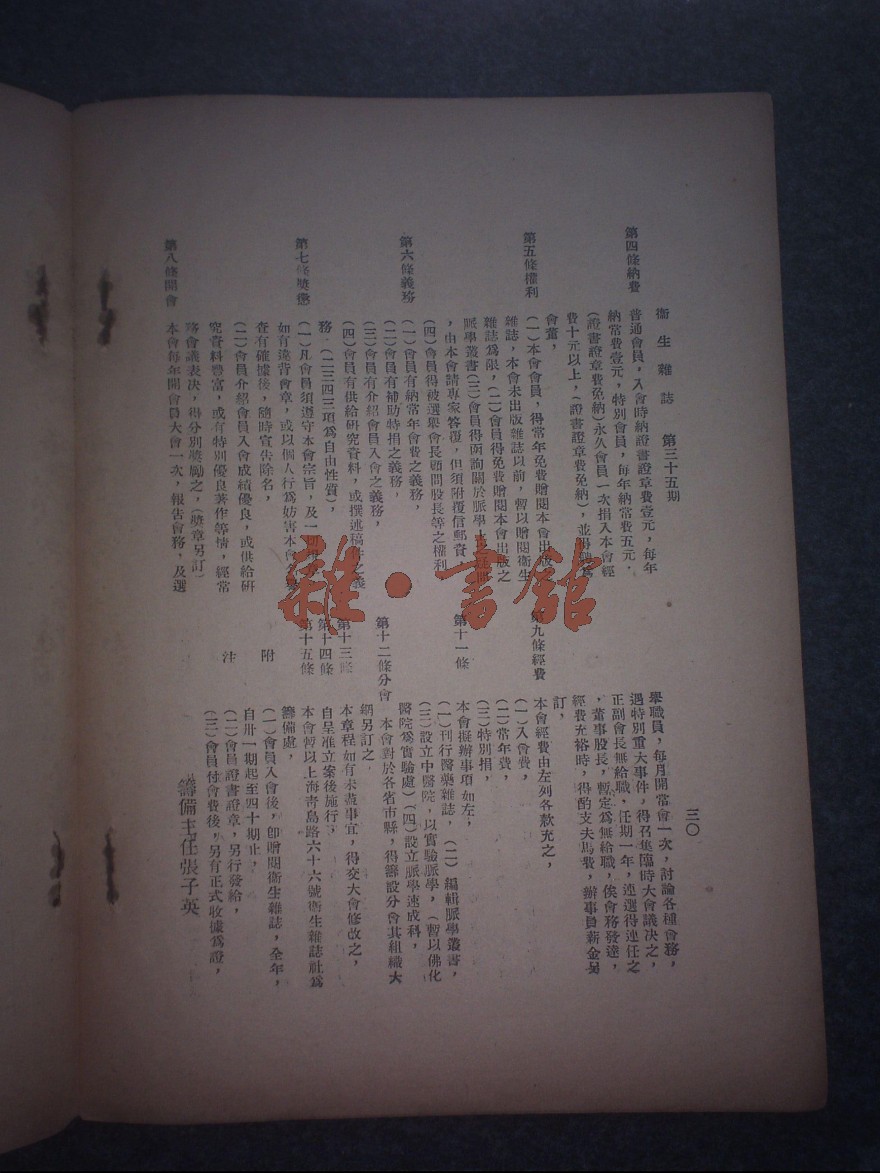 衞生雜誌　第三十五期
第四條納費
普通會員，入會時納證書證章費壹元，每年
納常費壹元，特別會員，每年納常費五元，
（證書證章費免納）永久會員一次捐入本會經
費十元以上，（證書證章費免納），並
會董，
第五條權利
（一）本會會員，得常年免費贈閱本會出版
雜誌，本會未出版雜誌以前，暫以贈閱衞生
雜誌爲限，（二）會員得免費贈閱本會出版之
脈學叢書（三）會員得函詢關於脈學
，由本會請專家答覆，但須附覆信郵資，
（四）會員得被選舉會長顧問股長等之權利
第六條義務
（一）會員有納常年會費之義務，
（二）會員有補助特捐之義務，
（三）會員有介紹會員入會之義務，
（四）會員有供給研究資料，或撰述稿件之義
務，（二三四三項爲自由性質），
第七條獎懲
（一）凡會員須遵守本會宗旨，及一
如有違背會章，或以個人行爲妨害本會名譽
查有確據後，隨時宣告除名，
（二）會員介紹會員入會成績優良，或供給研
究資料豐富，或有特別優良著作等情，經常
務會議表决，得分別獎勵之，（獎章另訂）
第八條開會
本會每年開會員大會一次，報告會務，及選
三〇
舉職員，每月開常會一次，討論各種會務，
遇特別重大事件，得召集臨時大會議决之，
正副會長無給職，任期一年，連選得連任之
，董事股長，暫定爲無給職，俟會務發達，
經費充裕時，得酌支夫馬費，辦事員薪金另
訂，
第九條經費
本會經費由左列各款充之，
（一）入會費，
（二）常年費，
（三）特別捐，
第十一條
本會擬辦事項如左，
（一）刊行醫藥雜誌，（二）編輯脈學叢書，
（三）設立中醫院，以實驗脈學，（暫以佛化
醫院爲實驗處）（四）設立脈學速成科，
第十二條分會
本會對於各省市縣，得籌設分會其組織大
綱另訂之
第十三條
本章程如有未盡事宜，得交大會修改之，
第十四條
自呈准立案後施行，
第十五條
本會暫以上海青島路六十六號衞生雜誌社爲
籌備處，
附注
（一）會員入會後，卽贈閱衞生雜誌，全年，
自卅一期起至四十期止，
（二）會員證書證章，另行發給，
（三）會員付會費後，另有正式收據爲證，
籌備主任張子英
雜·書館